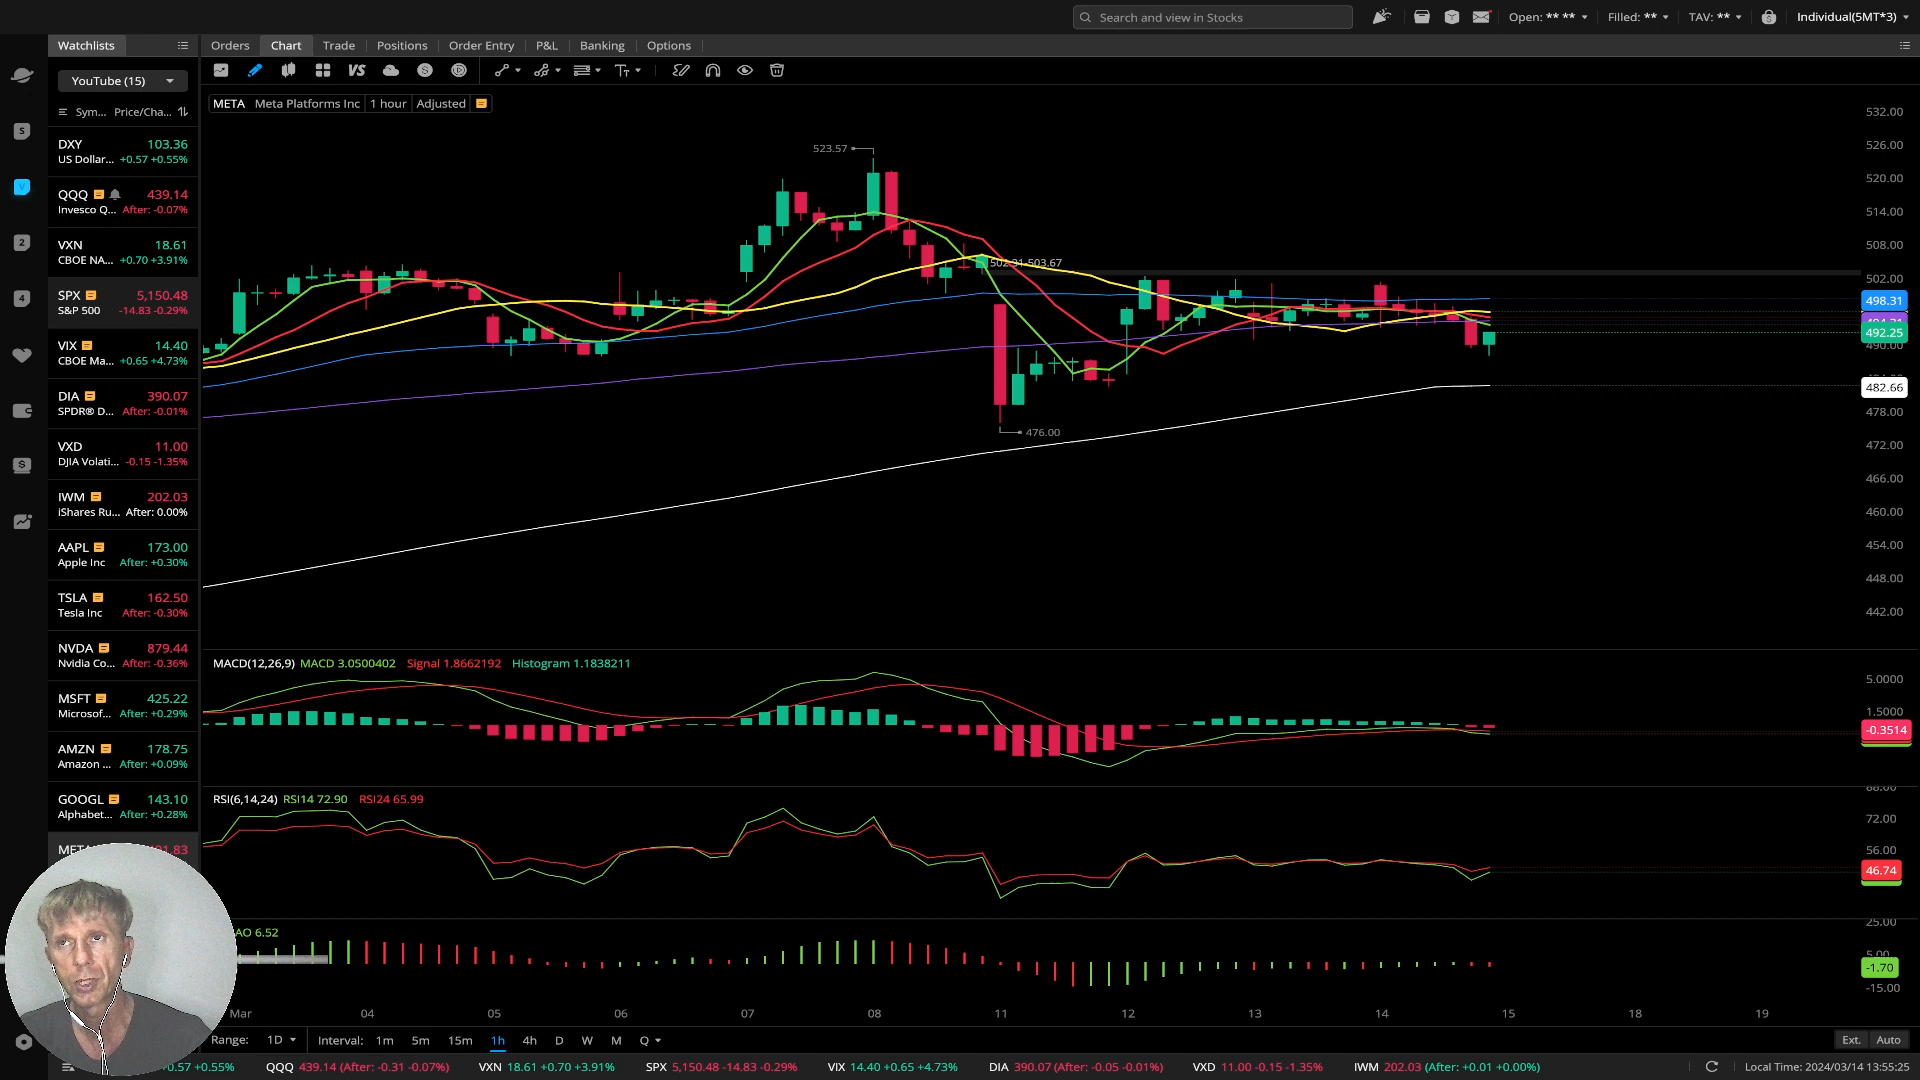 Search and view in Stocks
Open: ** **
Filled: **
TAV: **
Individual(5MT*3)
Watchlists
Orders Chart Trade Positions Order Entry P&L Banking Options
YouTube (15)
VS
Sym... Price/Cha...
META Meta Platforms Inc 1 hour Adjusted
DXY 103.36
US Dollar... +0.57 +0.55%
QQQ 439.14
Invesco Q... After: -0.07%
VXN 18.61
CBOE NA... +0.70 +3.91%
SPX 5,150.48
S&P 500 -14.83 -0.29%
VIX 14.40
CBOE Ma... +0.65 +4.73%
DIA 390.07
SPDR® D... After: -0.01%
VXD 11.00
DJIA Volati... -0.15 -1.35%
IWM 202.03
iShares Ru... After: 0.00%
AAPL 173.00
Apple Inc After: +0.30%
TSLA 162.50
Tesla Inc After: -0.30%
NVDA 879.44
Nvidia Co... After: -0.36%
MSFT 425.22
Microsof... After: +0.29%
AMZN 178.75
Amazon ... After: +0.09%
GOOGL 143.10
Alphabet... After: +0.28%
523.57
502.31-503.67
476.00
532.00
526.00
520.00
514.00
508.00
502.00
498.31
492.25
490.00
482.66
478.00
472.00
466.00
460.00
454.00
448.00
442.00
MACD(12,26,9) MACD 3.0500402 Signal 1.8662192 Histogram 1.1838211
5.0000
1.5000
-0.3514
RSI(6,14,24) RSI14 72.90 RSI24 65.99
88.00
72.00
56.00
46.74
AO 6.52
25.00
5.00
-1.70
-15.00
Mar 04 05 06 07 08 11 12 13 14 15 18 19
Range: 1D Interval: 1m 5m 15m 1h 4h D W M Q
Ext. Auto
+0.57 +0.55% QQQ 439.14 (After: -0.31 -0.07%) VXN 18.61 +0.70 +3.91% SPX 5,150.48 -14.83 -0.29% VIX 14.40 +0.65 +4.73% DIA 390.07 (After: -0.05 -0.01%) VXD 11.00 -0.15 -1.35% IWM 202.03 (After: +0.01 +0.00%) Local Time: 2024/03/14 13:55:25